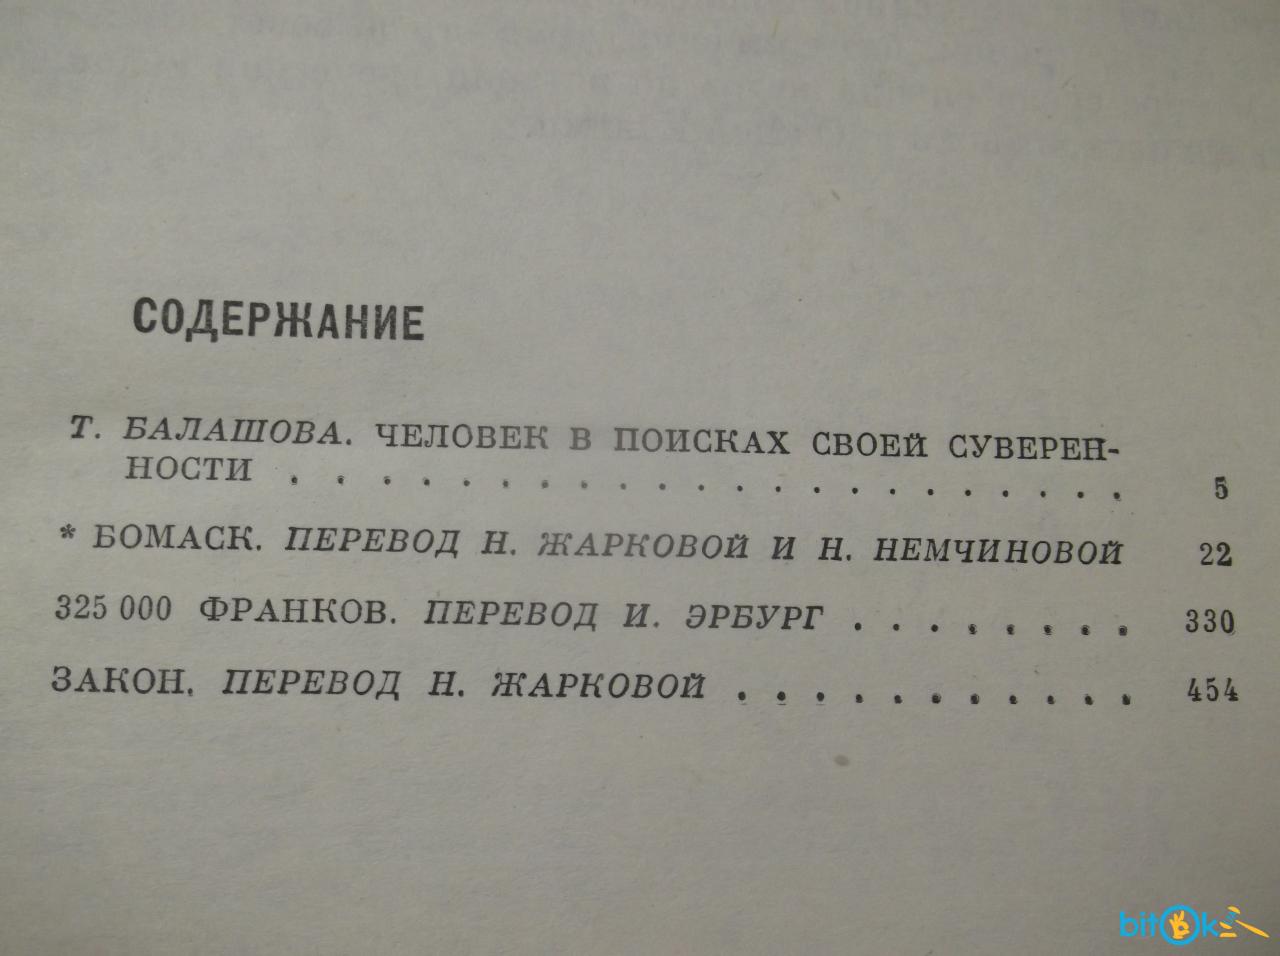 СОДЕРЖАНИЕ
Т. БАЛАШОВА. ЧЕЛОВЕК В ПОИСКАХ СВОЕЙ СУВЕРЕН-
НОСТИ . . . . . . . . . . . . . . . . . . . . 5
* БОМАСК. ПЕРЕВОД Н. ЖАРКОВОЙ И Н. НЕМЧИНОВОЙ 22
325 000 ФРАНКОВ. ПЕРЕВОД И. ЭРБУРГ . . . . . . . . 330
ЗАКОН. ПЕРЕВОД Н. ЖАРКОВОЙ . . . . . . . . . . . 454